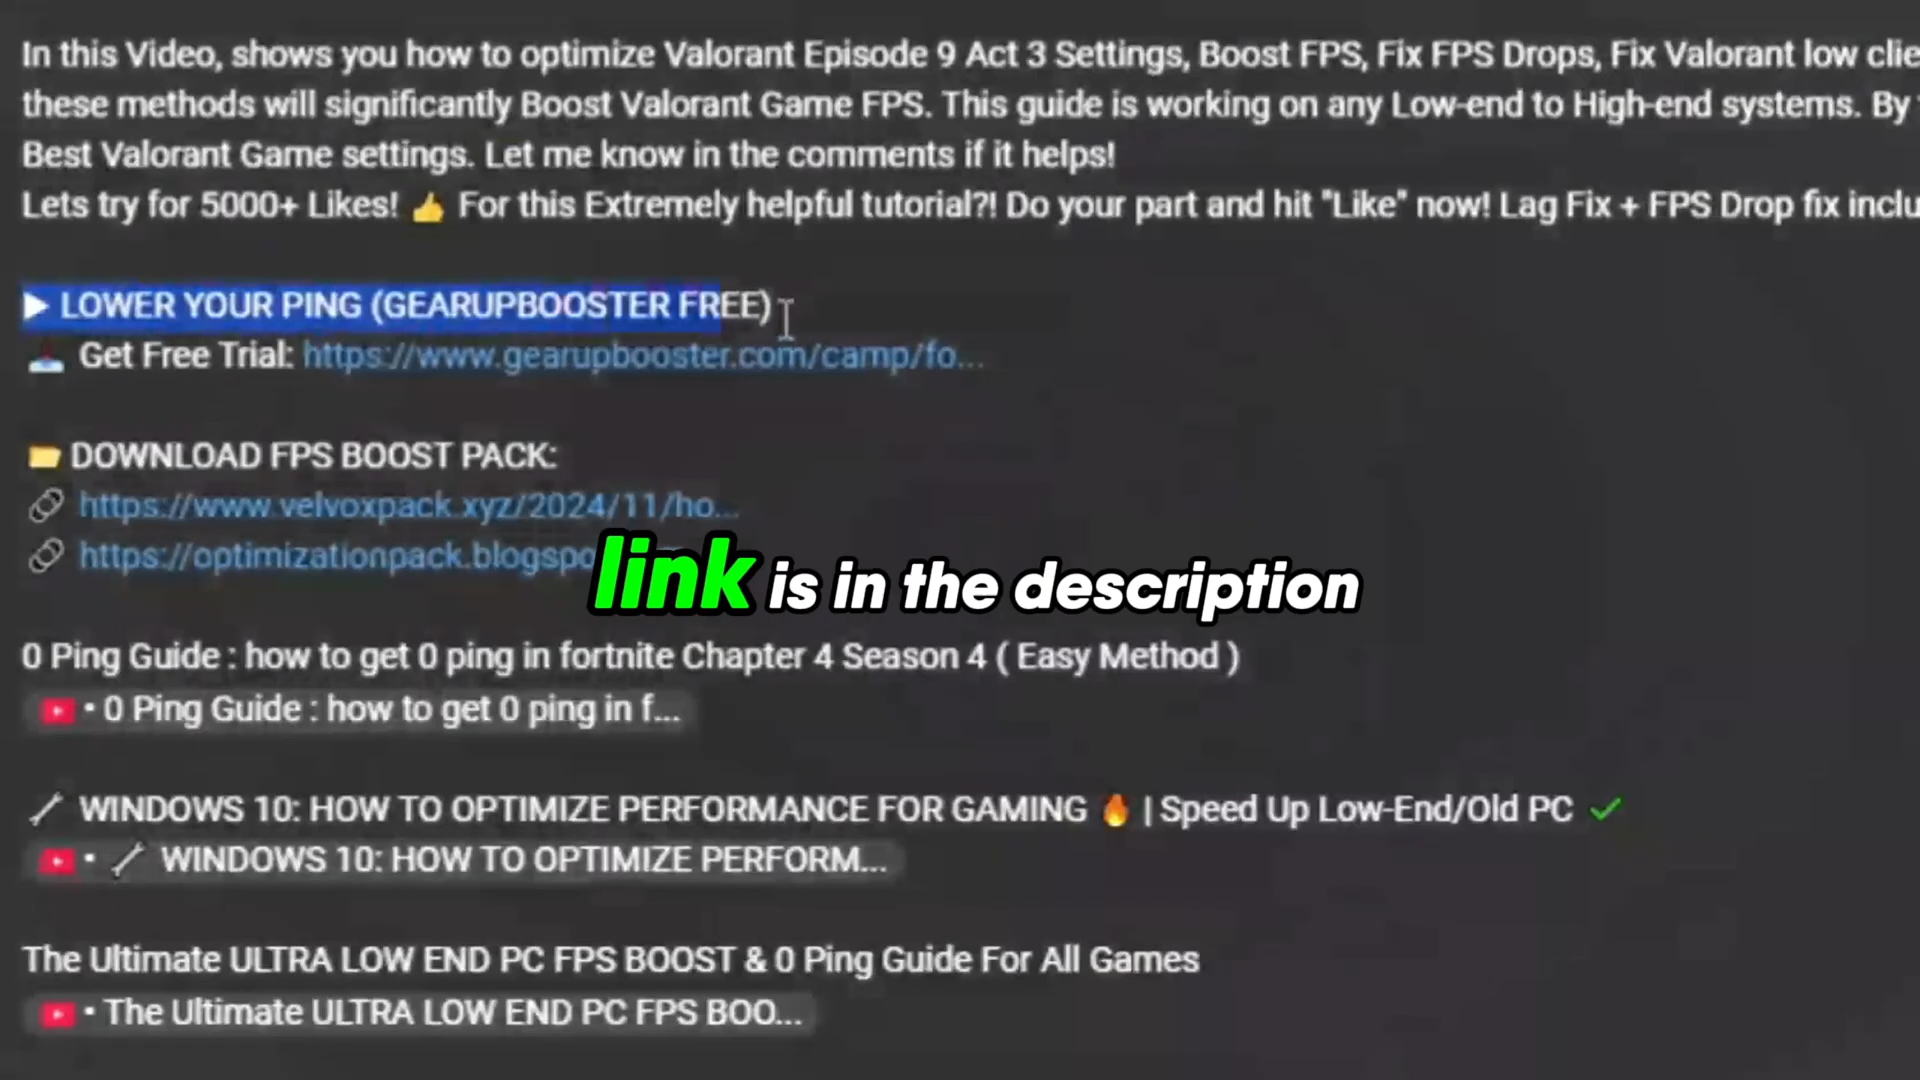 In this Video, shows you how to optimize Valorant Episode 9 Act 3 Settings, Boost FPS, Fix FPS Drops, Fix Valorant low clie
these methods will significantly Boost Valorant Game FPS. This guide is working on any Low-end to High-end systems. By
Best Valorant Game settings. Let me know in the comments if it helps!
Lets try for 5000+ Likes! 👍 For this Extremely helpful tutorial?! Do your part and hit "Like" now! Lag Fix + FPS Drop fix inclu
▶ LOWER YOUR PING (GEARUPBOOSTER FREE)
📥 Get Free Trial: https://www.gearupbooster.com/camp/fo...
📂 DOWNLOAD FPS BOOST PACK:
🔗 https://www.velvoxpack.xyz/2024/11/ho...
🔗 https://optimizationpack.blogspo
link is in the description
0 Ping Guide : how to get 0 ping in fortnite Chapter 4 Season 4 ( Easy Method )
• 0 Ping Guide : how to get 0 ping in f...
🔧 WINDOWS 10: HOW TO OPTIMIZE PERFORMANCE FOR GAMING 🔥 | Speed Up Low-End/Old PC ✓
• 🔧 WINDOWS 10: HOW TO OPTIMIZE PERFORM...
The Ultimate ULTRA LOW END PC FPS BOOST & 0 Ping Guide For All Games
• The Ultimate ULTRA LOW END PC FPS BOO...